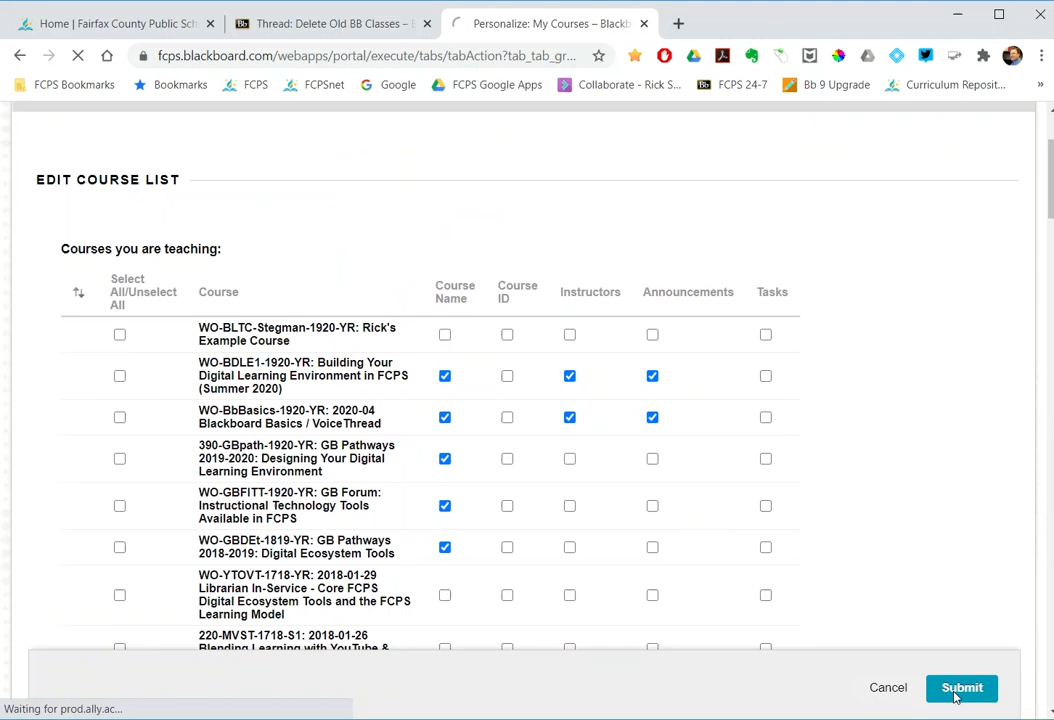 Home | Fairfax County Public Sch
Thread: Delete Old BB Classes –
Personalize: My Courses – Blackb
fcps.blackboard.com/webapps/portal/execute/tabs/tabAction?tab_tab_gr...
FCPS Bookmarks
Bookmarks
FCPS
FCPSnet
Google
FCPS Google Apps
Collaborate - Rick S...
Bb
FCPS 24-7
Bb 9 Upgrade
Curriculum Reposit...
»
EDIT COURSE LIST
Courses you are teaching:
Select
All/Unselect
All
Course
Course
Name
Course
ID
Instructors
Announcements
Tasks
WO-BLTC-Stegman-1920-YR: Rick's
Example Course
WO-BDLE1-1920-YR: Building Your
Digital Learning Environment in FCPS
(Summer 2020)
WO-BbBasics-1920-YR: 2020-04
Blackboard Basics / VoiceThread
390-GBpath-1920-YR: GB Pathways
2019-2020: Designing Your Digital
Learning Environment
WO-GBFITT-1920-YR: GB Forum:
Instructional Technology Tools
Available in FCPS
WO-GBDEt-1819-YR: GB Pathways
2018-2019: Digital Ecosystem Tools
WO-YTOVT-1718-YR: 2018-01-29
Librarian In-Service - Core FCPS
Digital Ecosystem Tools and the FCPS
Learning Model
220-MVST-1718-S1: 2018-01-26
Blending Learning with YouTube &
Cancel
Submit
Waiting for prod.ally.ac...